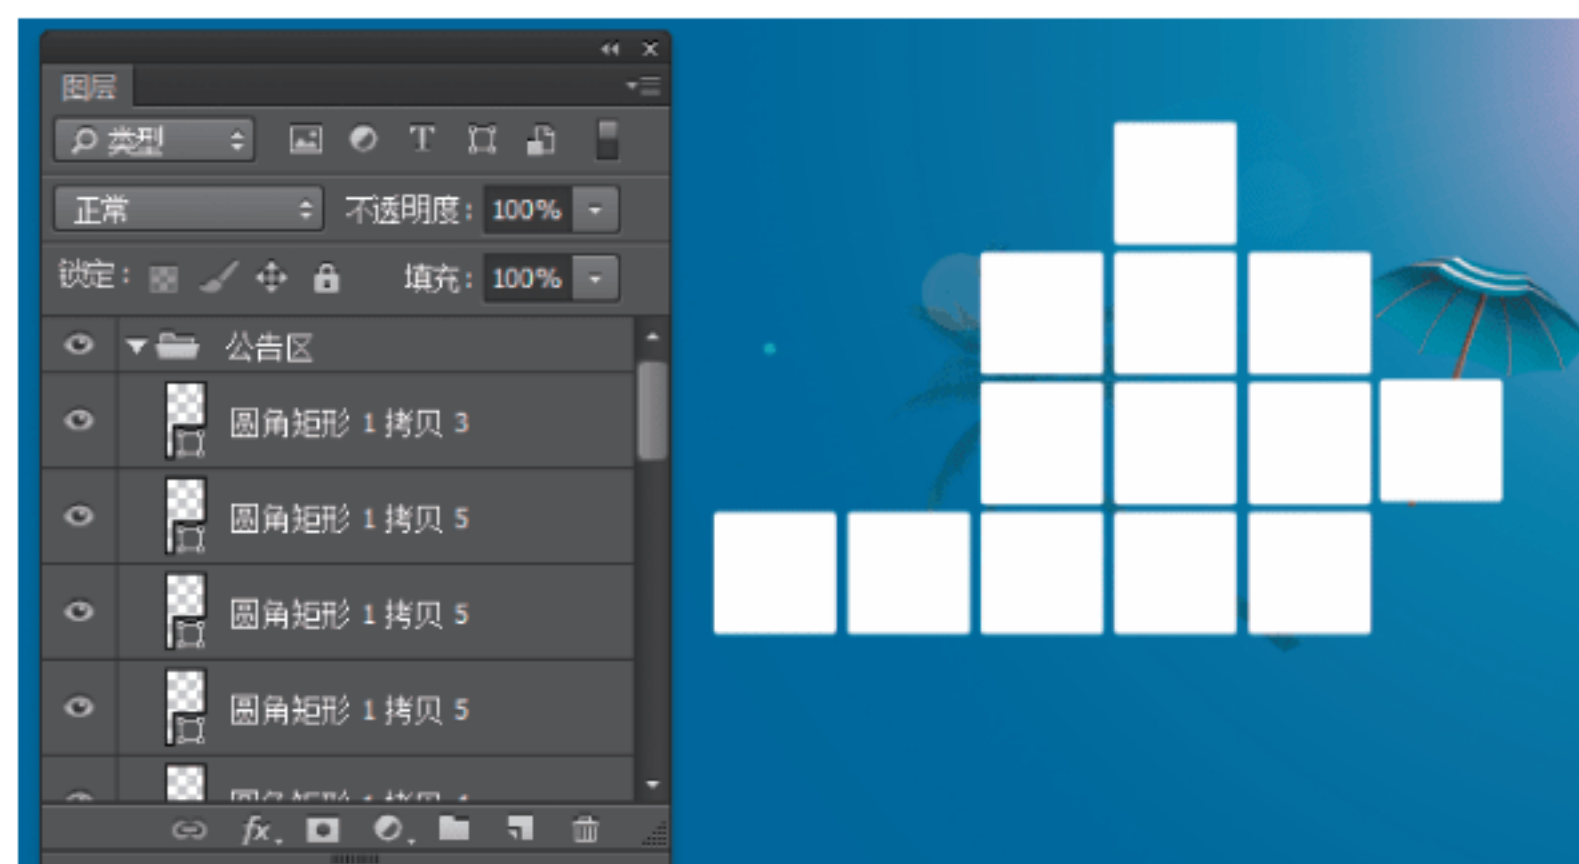 图层
类型
正常 不透明度: 100%
锁定: 填充: 100%
公告区
圆角矩形 1 拷贝 3
圆角矩形 1 拷贝 5
圆角矩形 1 拷贝 5
圆角矩形 1 拷贝 5
fx.